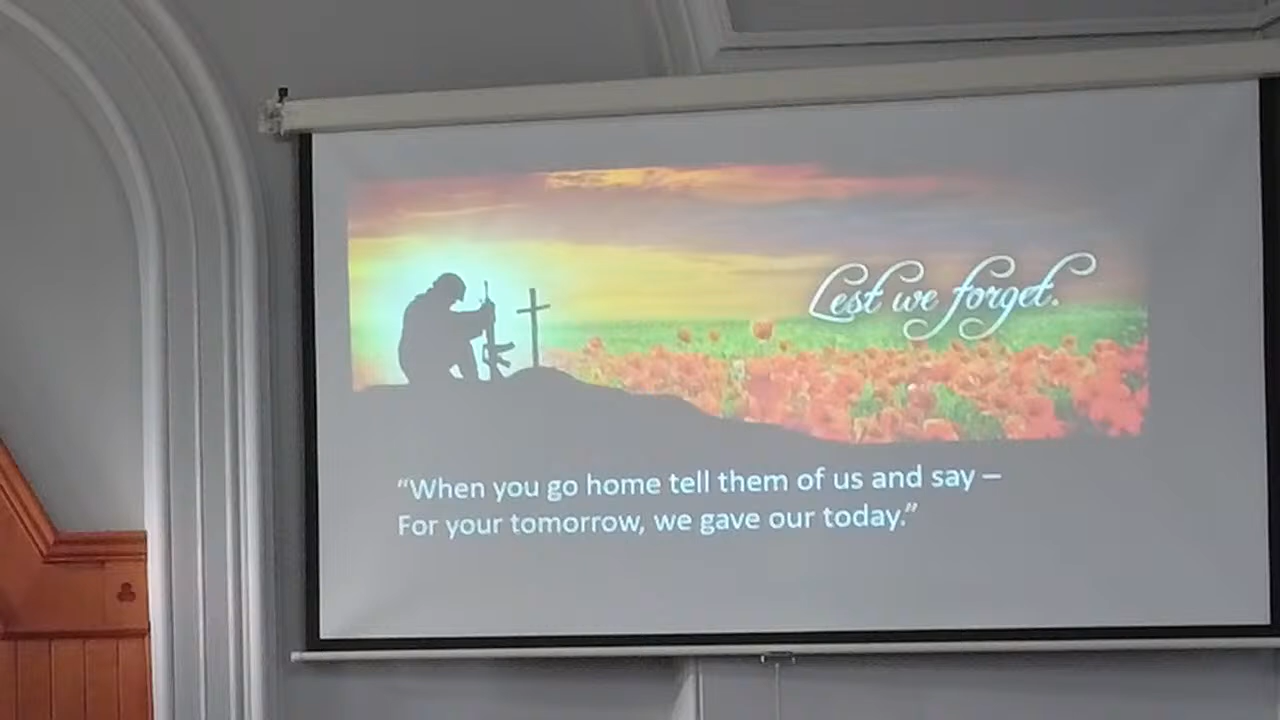 Lest we forget.
“When you go home tell them of us and say –
For your tomorrow, we gave our today.”